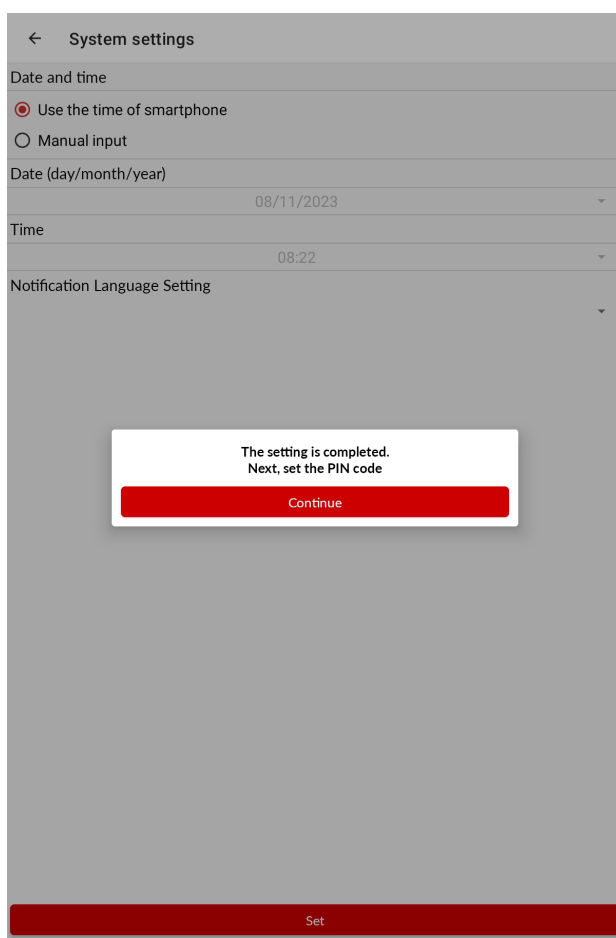 System settings
Date and time
Use the time of smartphone
Manual input
Date (day/month/year)
08/11/2023
Time
08:22
Notification Language Setting
The setting is completed.
Next, set the PIN code
Continue
Set